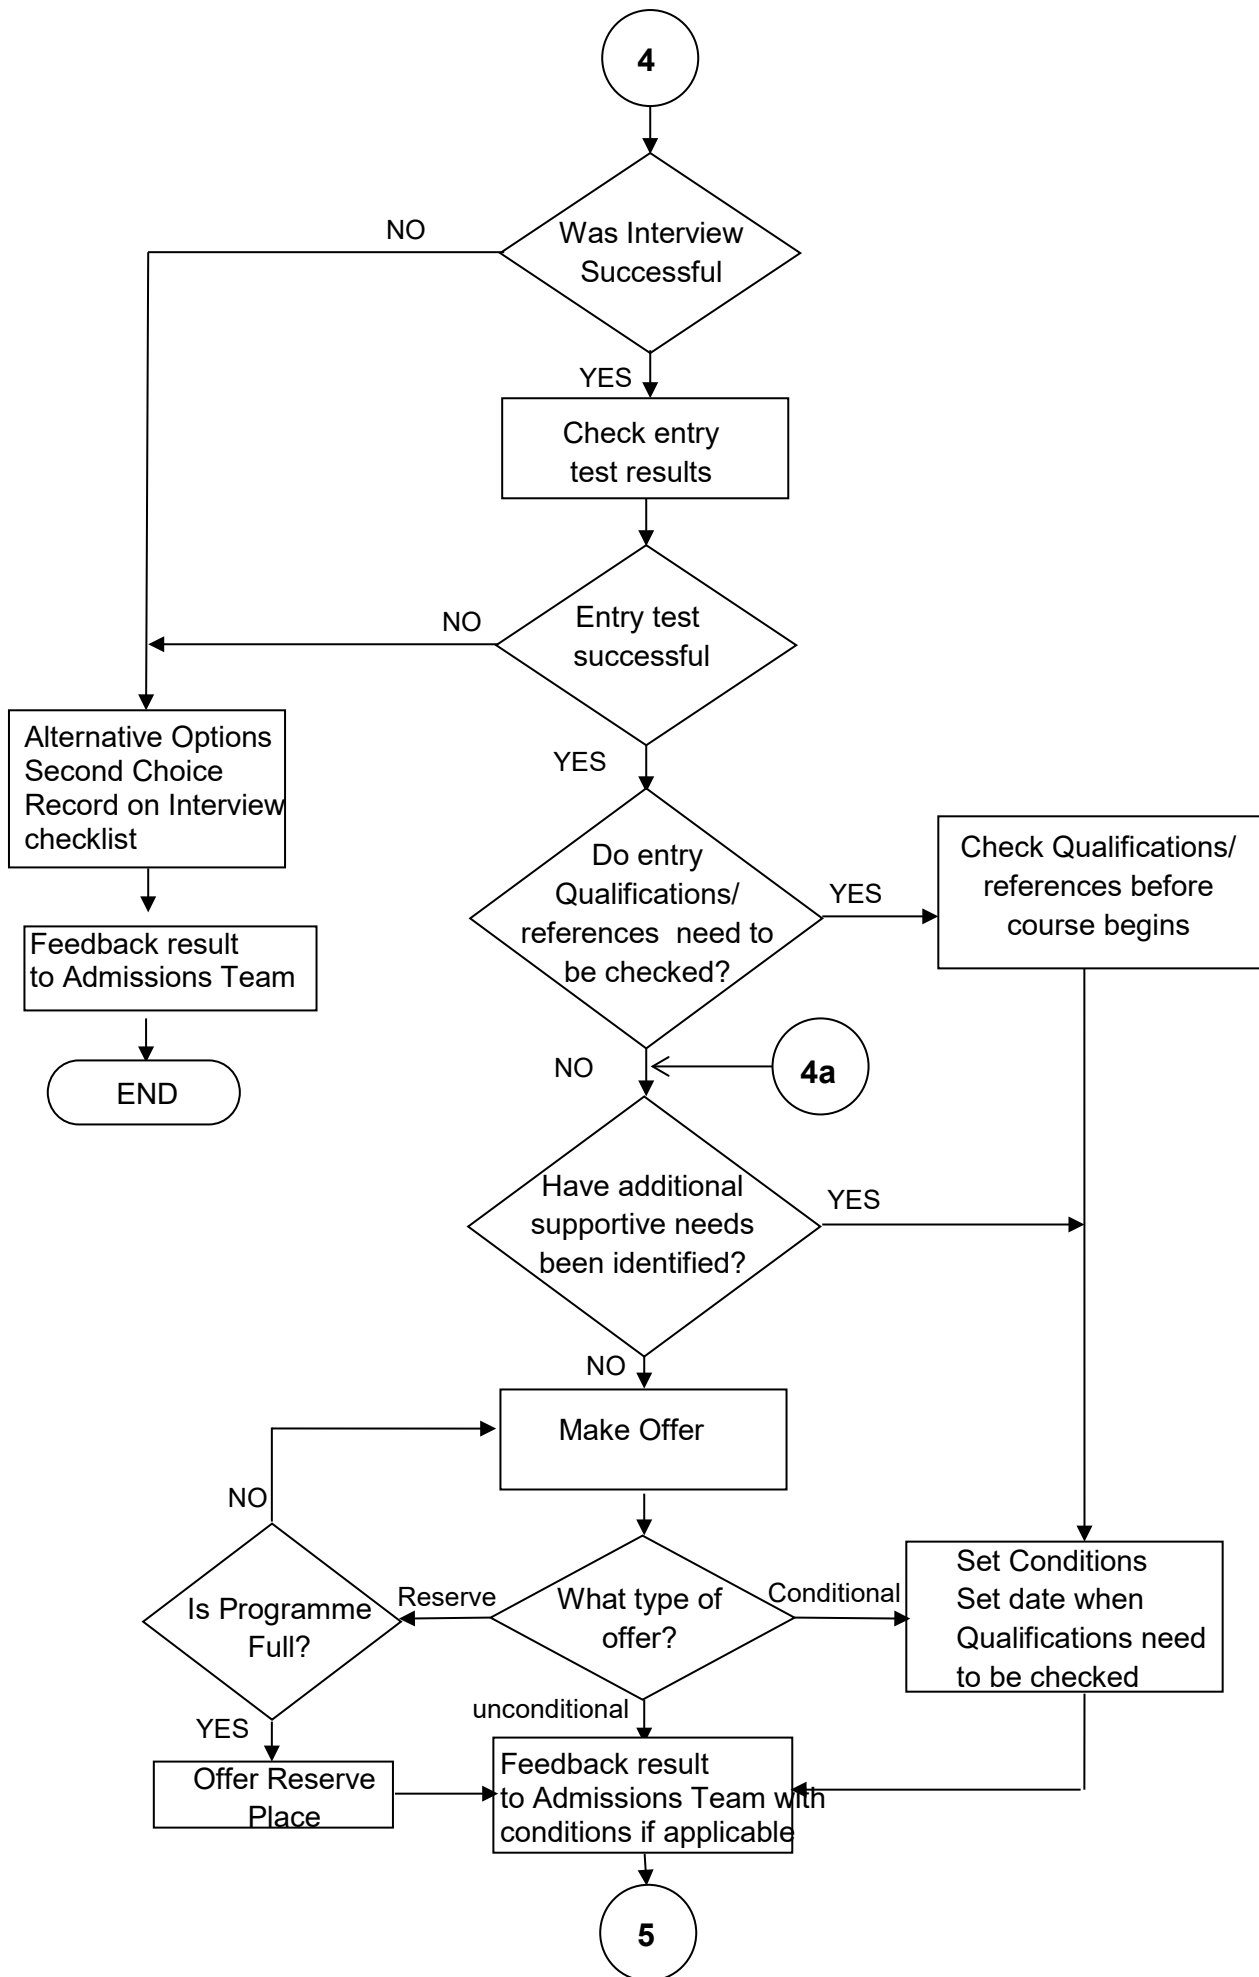 4
NO
Was Interview
Successful
YES
Check entry
test results
NO
Entry test
successful
YES
Alternative Options
Second Choice
Record on Interview
checklist
Feedback result
to Admissions Team
END
Do entry
Qualifications/
references need to
be checked?
YES
Check Qualifications/
references before
course begins
NO
4a
Have additional
supportive needs
been identified?
YES
NO
Make Offer
NO
Is Programme
Full?
Reserve
What type of
offer?
Conditional
Set Conditions
Set date when
Qualifications need
to be checked
YES
unconditional
Offer Reserve
Place
Feedback result
to Admissions Team with
conditions if applicable
5